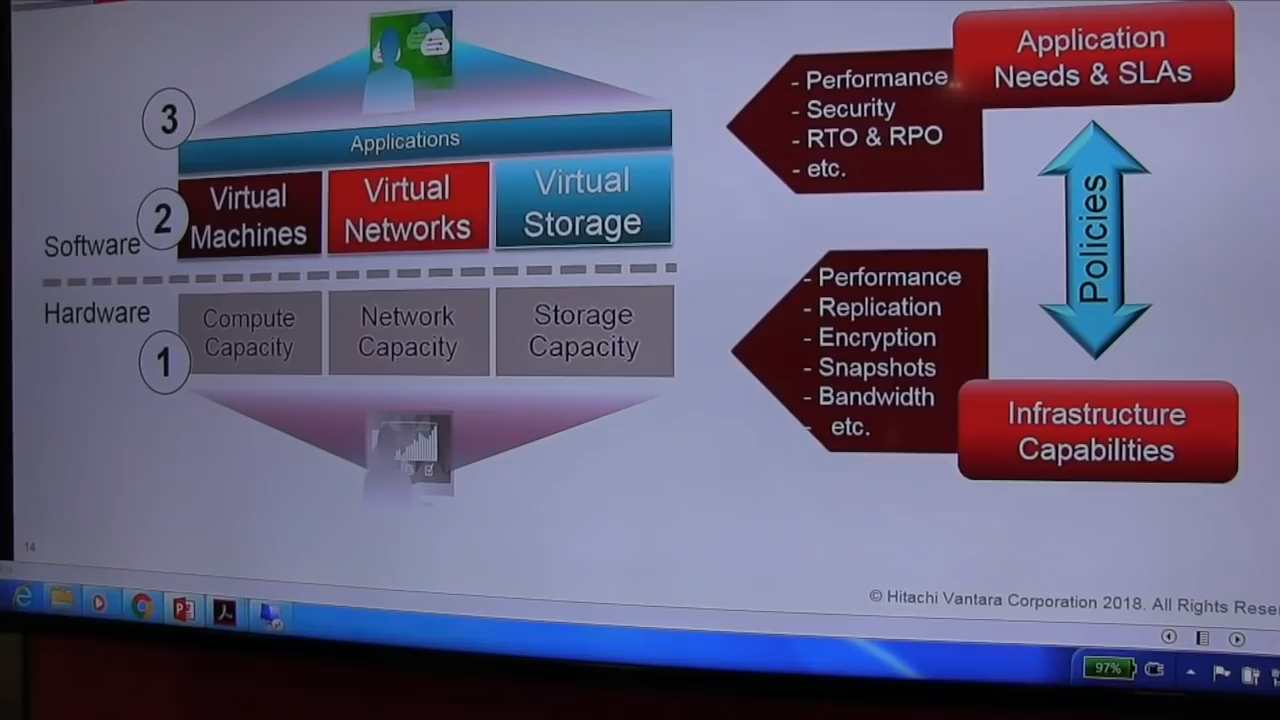 3
Applications
2
Virtual
Machines
Virtual
Networks
Virtual
Storage
Software
Hardware
1
Compute
Capacity
Network
Capacity
Storage
Capacity
Application
Needs & SLAs
- Performance
- Security
- RTO & RPO
- etc.
Policies
- Performance
- Replication
- Encryption
- Snapshots
- Bandwidth
- etc.
Infrastructure
Capabilities
14
© Hitachi Vantara Corporation 2018. All Rights Rese
97%